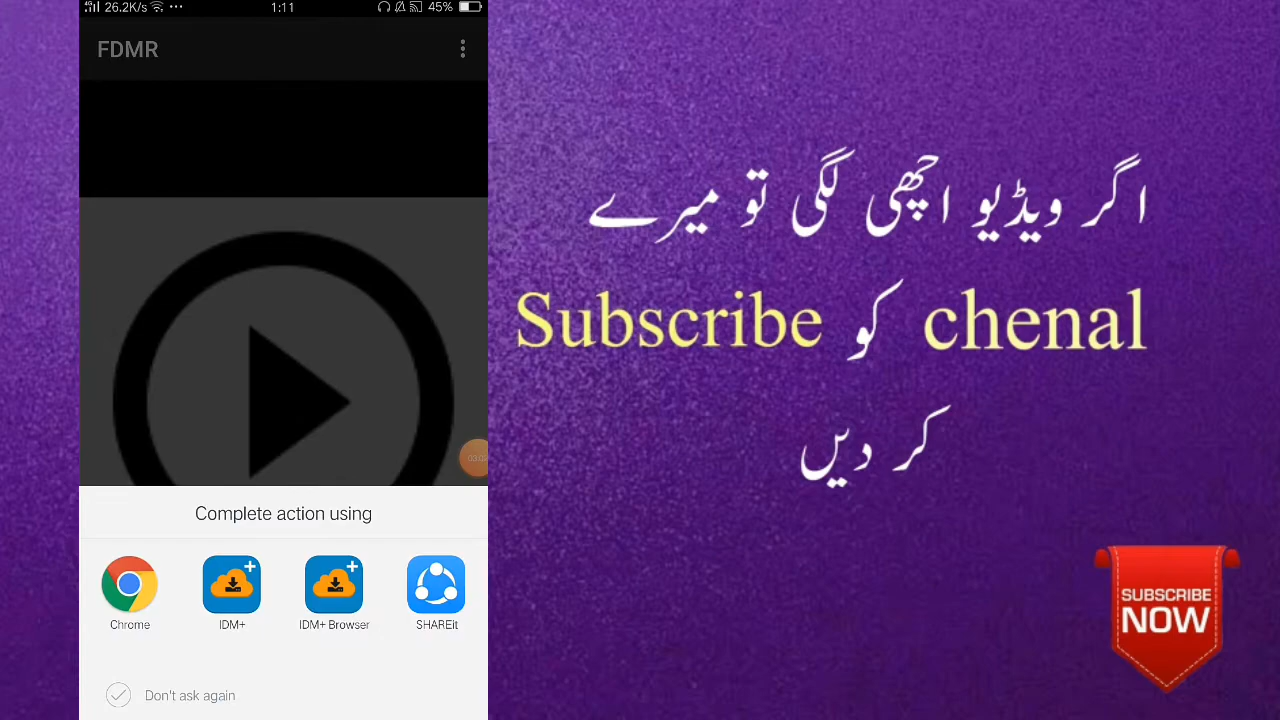 26.2K/s ... 1:11 45%
FDMR
Complete action using
Chrome
IDM+
IDM+ Browser
SHAREit
Don't ask again
اگر ویڈیو اچھی لگی تو میرے
chenal کو Subscribe
کر دیں
SUBSCRIBE
NOW